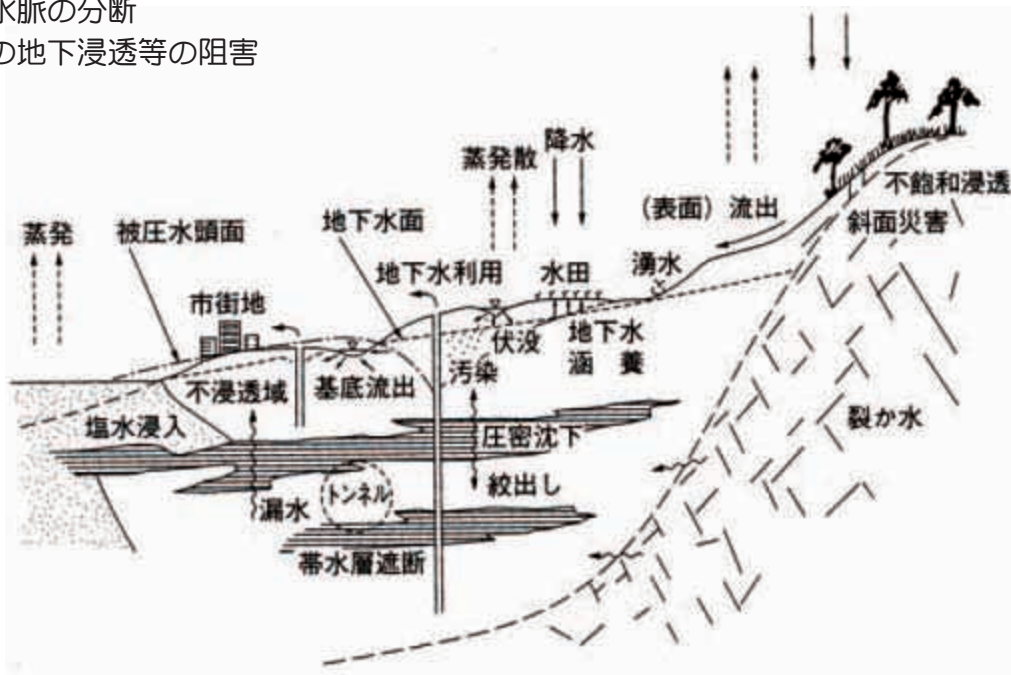 水脈の分断
の地下浸透等の阻害
降水
蒸発散
不飽和浸透
(表面)流出
斜面災害
蒸発
被圧水頭面
地下水面
地下水利用
水田
湧水
市街地
伏没
地下水
涵 養
汚染
不浸透域
基底流出
塩水浸入
圧密沈下
裂か水
絞出し
トンネル
漏水
帯水層遮断